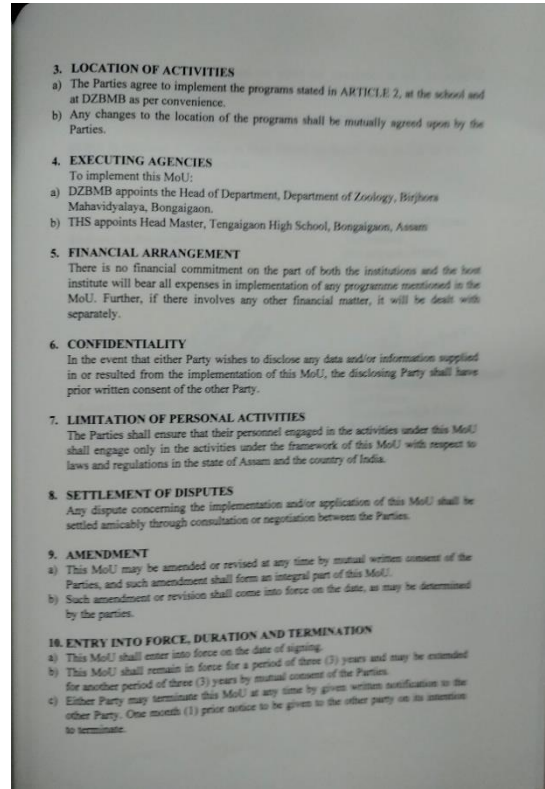 3. LOCATION OF ACTIVITIES
a) The Parties agree to implement the programs stated in ARTICLE 2, at the school and
at DZBMB as per convenience.
b) Any changes to the location of the programs shall be mutually agreed upon by the
Parties.
4. EXECUTING AGENCIES
To implement this MoU:
a) DZBMB appoints the Head of Department, Department of Zoology, Birjhora
Mahavidyalaya, Bongaigaon.
b) THS appoints Head Master, Tengaigaon High School, Bongaigaon, Assam
5. FINANCIAL ARRANGEMENT
There is no financial commitment on the part of both the institutions and the host
institute will bear all expenses in implementation of any programme mentioned in the
MoU. Further, if there involves any other financial matter, it will be dealt with
separately.
6. CONFIDENTIALITY
In the event that either Party wishes to disclose any data and/or information supplied
in or resulted from the implementation of this MoU, the disclosing Party shall have
prior written consent of the other Party.
7. LIMITATION OF PERSONAL ACTIVITIES
The Parties shall ensure that their personnel engaged in the activities under this MoU
shall engage only in the activities under the framework of this MoU with respect to
laws and regulations in the state of Assam and the country of India.
8. SETTLEMENT OF DISPUTES
Any dispute concerning the implementation and/or application of this MoU shall be
settled amicably through consultation or negotiation between the Parties.
9. AMENDMENT
a) This MoU may be amended or revised at any time by mutual written consent of the
Parties, and such amendment shall form an integral part of this MoU.
b) Such amendment or revision shall come into force on the date, as may be determined
by the parties.
10. ENTRY INTO FORCE, DURATION AND TERMINATION
a) This MoU shall enter into force on the date of signing.
b) This MoU shall remain in force for a period of three (3) years and may be extended
for another period of three (3) years by mutual consent of the Parties.
c) Either Party may terminate this MoU at any time by given written notification to the
other Party. One month (1) prior notice to be given to the other party on its intention
to terminate.